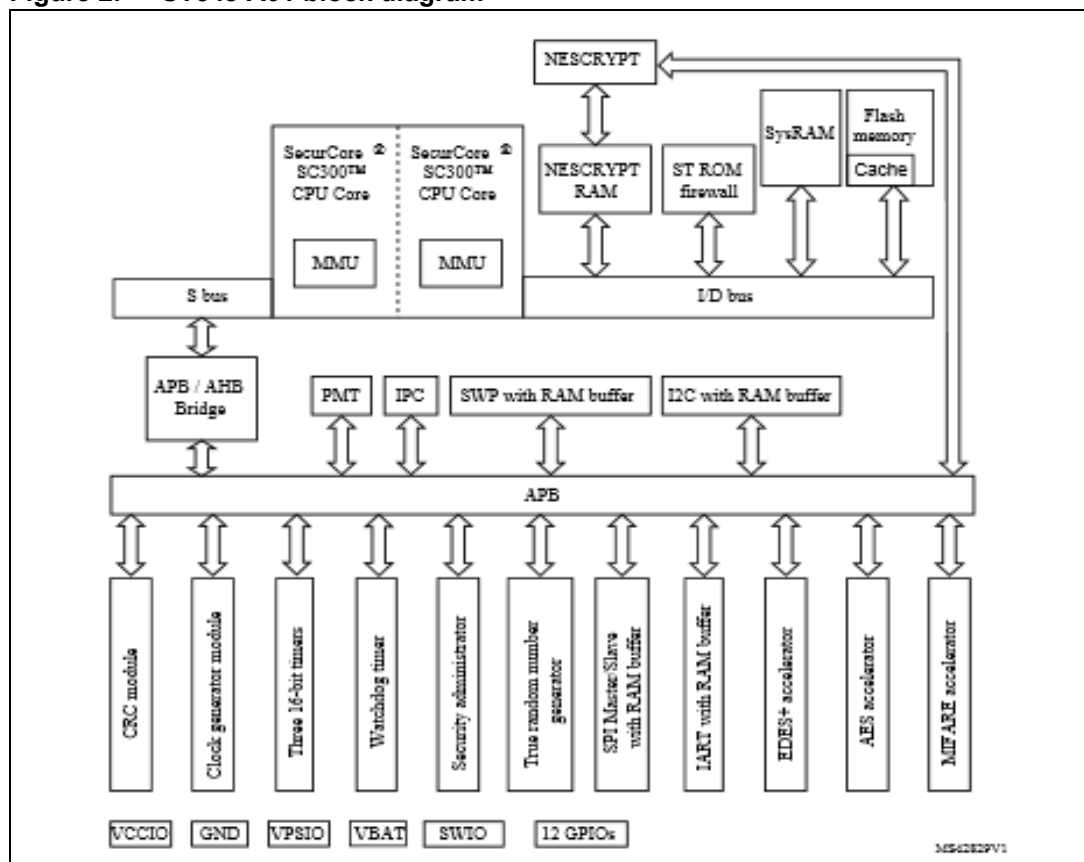 NESCRYPT
SecurCore ®
SC300™
CPU Core
SecurCore ®
SC300™
CPU Core
NESCRYPT
RAM
ST ROM
firewall
SysRAM
Flash
memory
Cache
MMU
MMU
S bus
I/D bus
APB / AHB
Bridge
PMT
IPC
SWP with RAM buffer
I2C with RAM buffer
APB
CRC module
Clock generator module
Three 16-bit timers
Watchdog timer
Security administrator
True random number
generator
SPI Master/Slave
with RAM buffer
IART with RAM buffer
EDES+ accelerator
AES accelerator
MIFARE accelerator
VCCIO
GND
VPSIO
VBAT
SWIO
12 GPIOs
MS42829V1